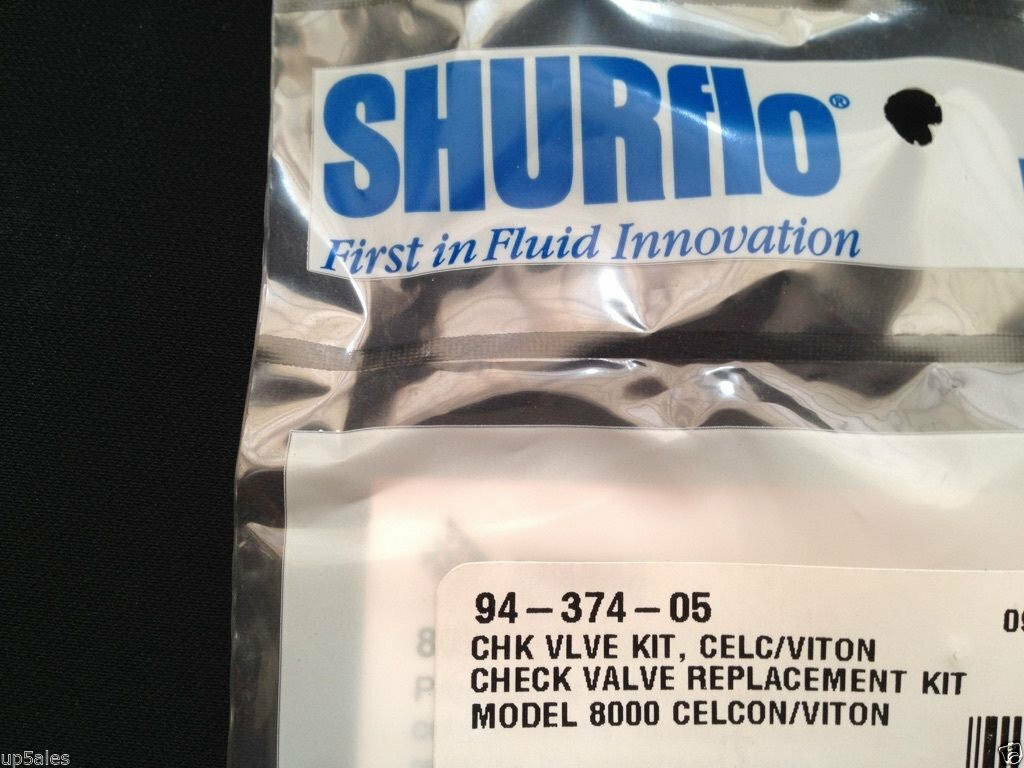 SHURflo®
First in Fluid Innovation
94-374-05
CHK VLVE KIT, CELC/VITON
CHECK VALVE REPLACEMENT KIT
MODEL 8000 CELCON/VITON
up5ales